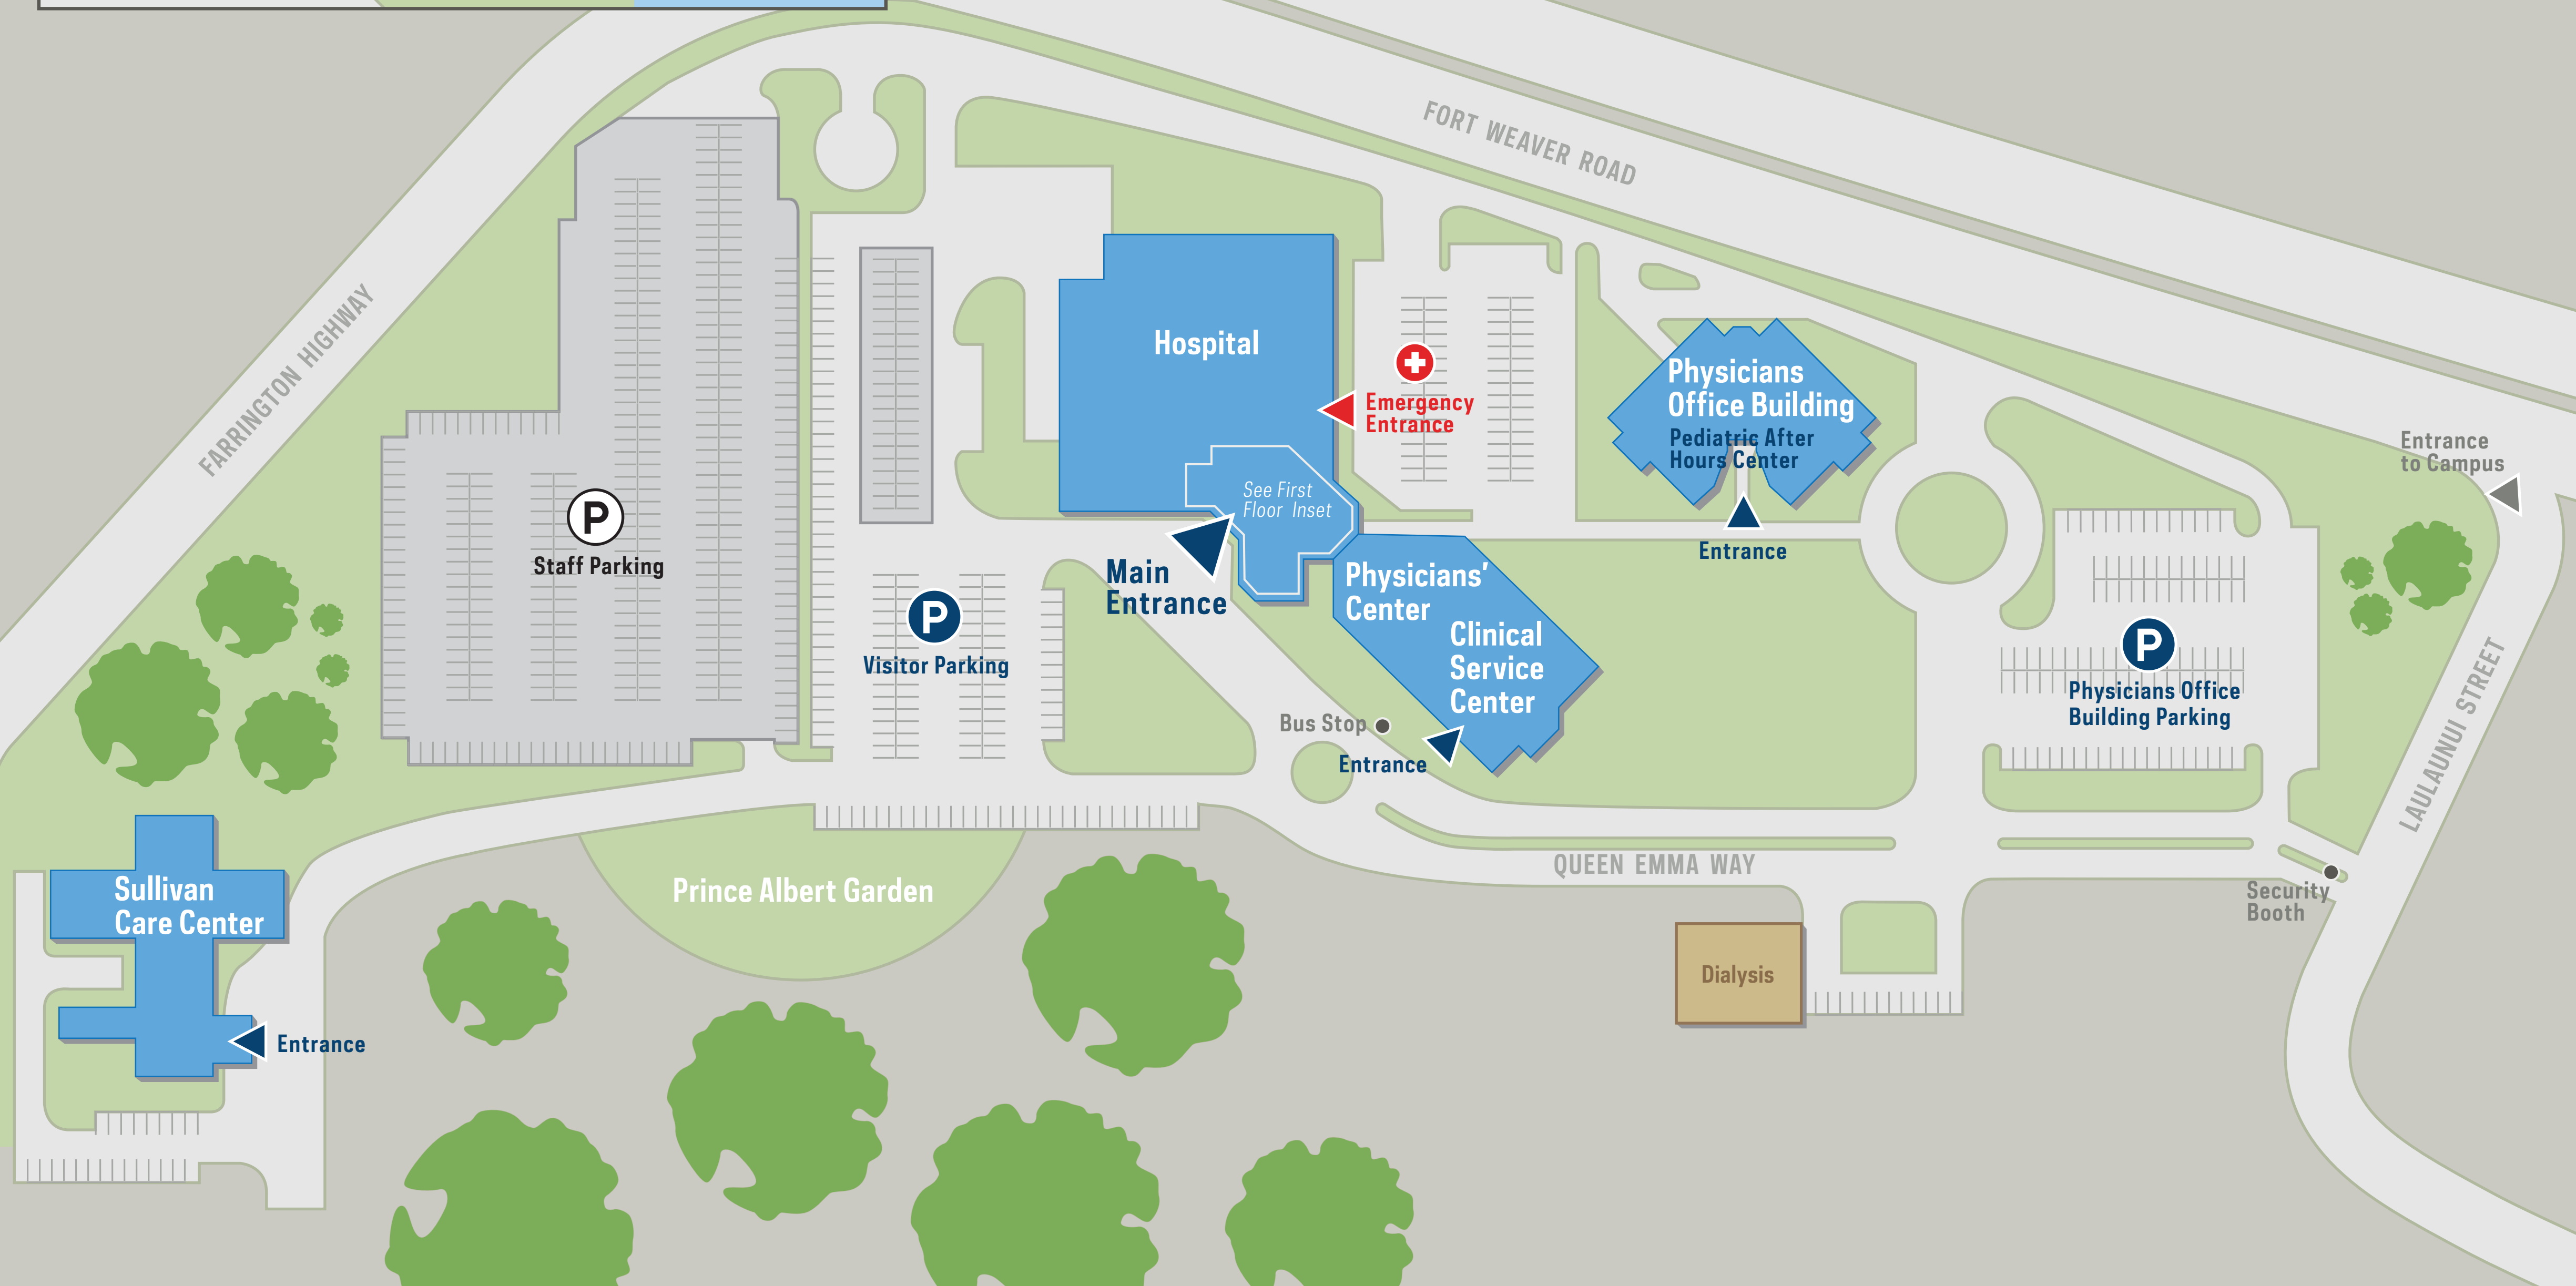 FORT WEAVER ROAD
FARRINGTON HIGHWAY
Hospital
Emergency
Entrance
Physicians
Office Building
Pediatric After
Hours Center
Entrance
Entrance
to Campus
See First
Floor Inset
P
Staff Parking
Main
Entrance
P
Visitor Parking
Physicians’
Center
Clinical
Service
Center
Bus Stop
Entrance
P
Physicians Office
Building Parking
LAULAUNUI STREET
QUEEN EMMA WAY
Security
Booth
Prince Albert Garden
Sullivan
Care Center
Entrance
Dialysis